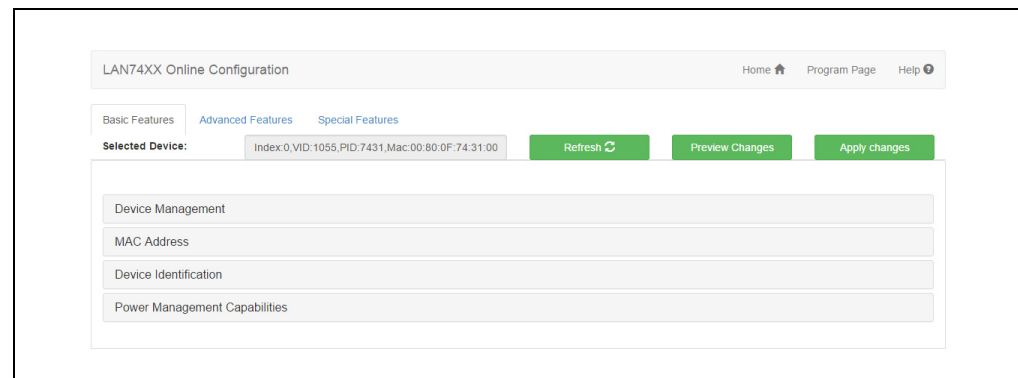 LAN74XX Online Configuration Home Program Page Help
Basic Features Advanced Features Special Features
Selected Device: Index:0,VID:1055,PID:7431,Mac:00:80:0F:74:31:00 Refresh Preview Changes Apply changes
Device Management
MAC Address
Device Identification
Power Management Capabilities